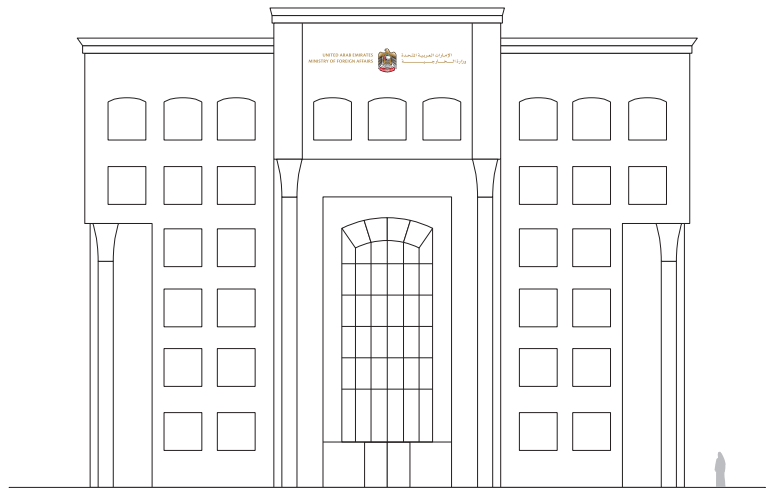 UNITED ARAB EMIRATES
MINISTRY OF FOREIGN AFFAIRS
الإمارات العربية المتحدة
وزارة الخارجية